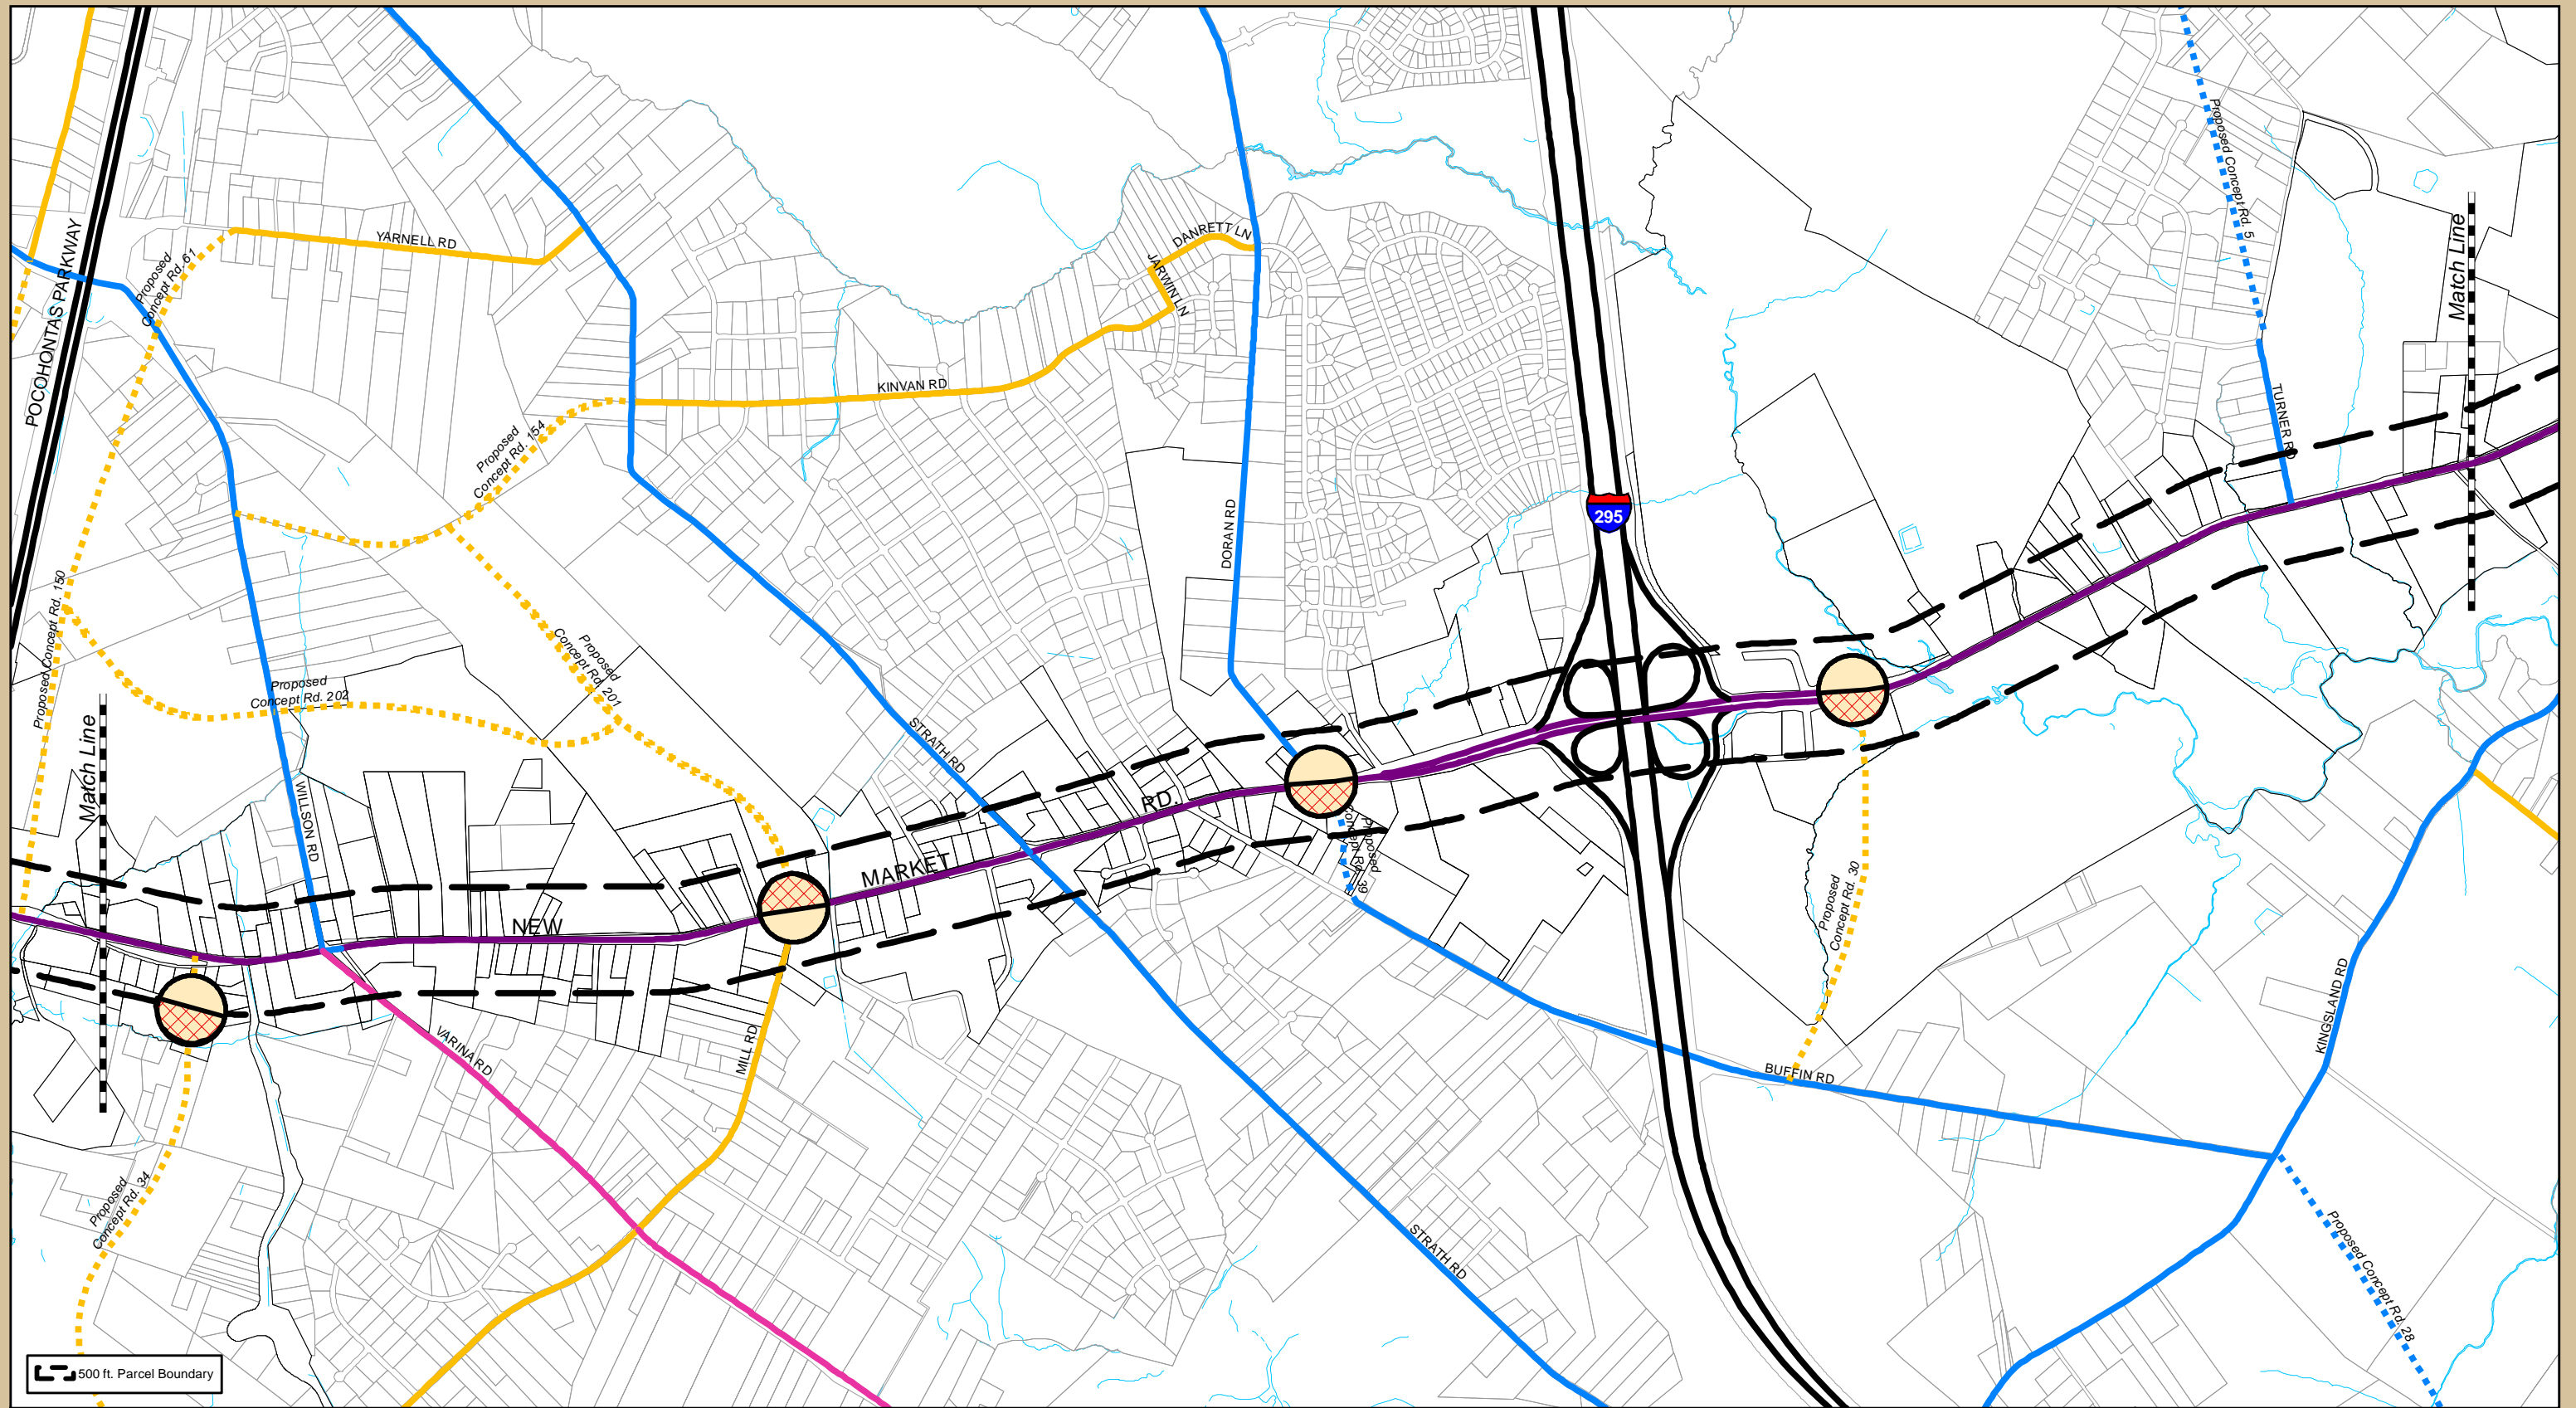 Proposed Concept Rd. 5
Match Line
POCOHONTAS PARKWAY
Proposed
Concept Rd. 61
YARNELL RD
DANRETT LN
JARWIN LN
KINVAN RD
TURNER RD
Proposed
Concept Rd. 154
DORAN RD
295
Proposed Concept Rd. 150
Proposed
Concept Rd. 201
Proposed
Concept Rd. 202
Match Line
STRATH RD
WILLSON RD
NEW
MARKET
RD.
Proposed
Concept Rd. 39
Proposed
Concept Rd. 30
KINGSLAND RD
VARINA RD
MILL RD
BUFFIN RD
Proposed
Concept Rd. 34
STRATH RD
Proposed Concept Rd. 28
500 ft. Parcel Boundary